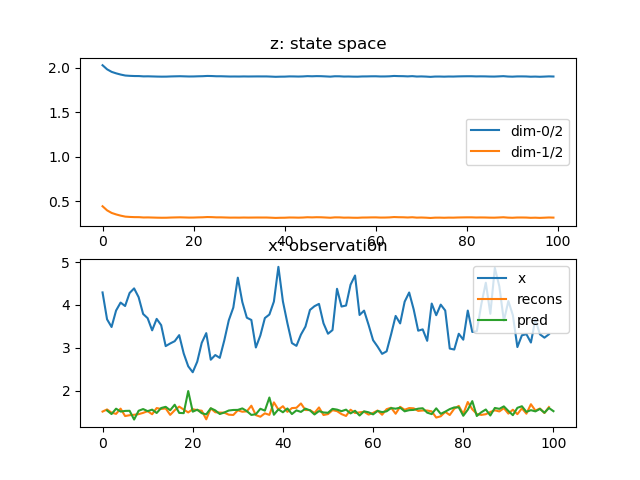 z: state space
2.0
1.5
1.0
0.5
dim-0/2
dim-1/2
0 20 40 60 80 100
x: observation
5
4
3
2
x
recons
pred
0 20 40 60 80 100